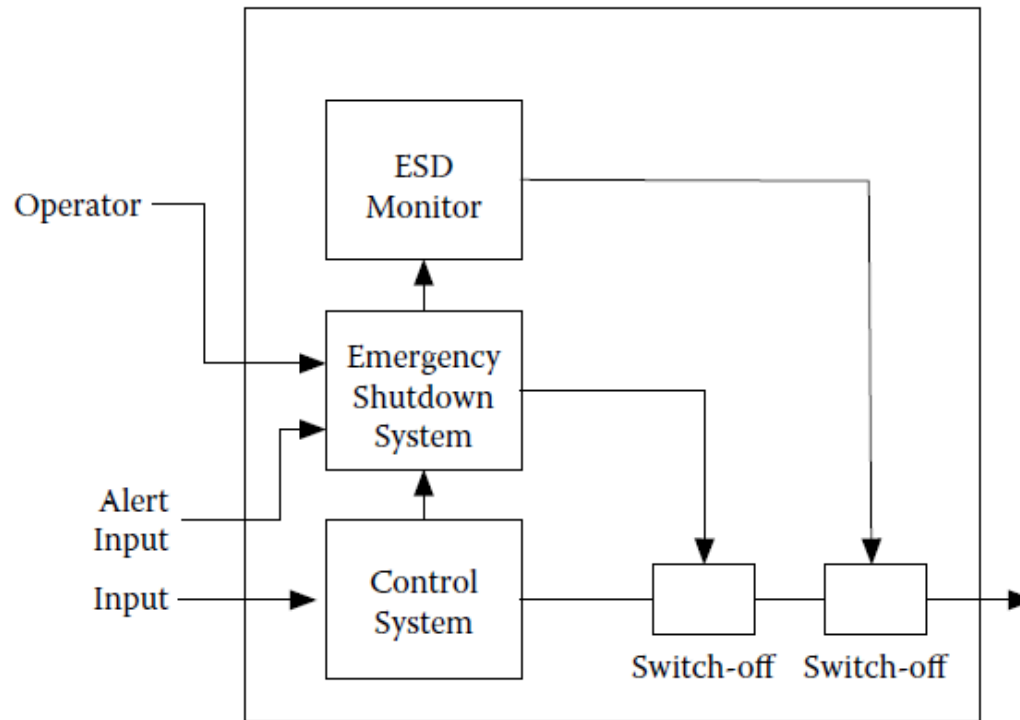 ESD
Monitor
Operator
Emergency
Shutdown
System
Alert
Input
Input
Control
System
Switch-off
Switch-off